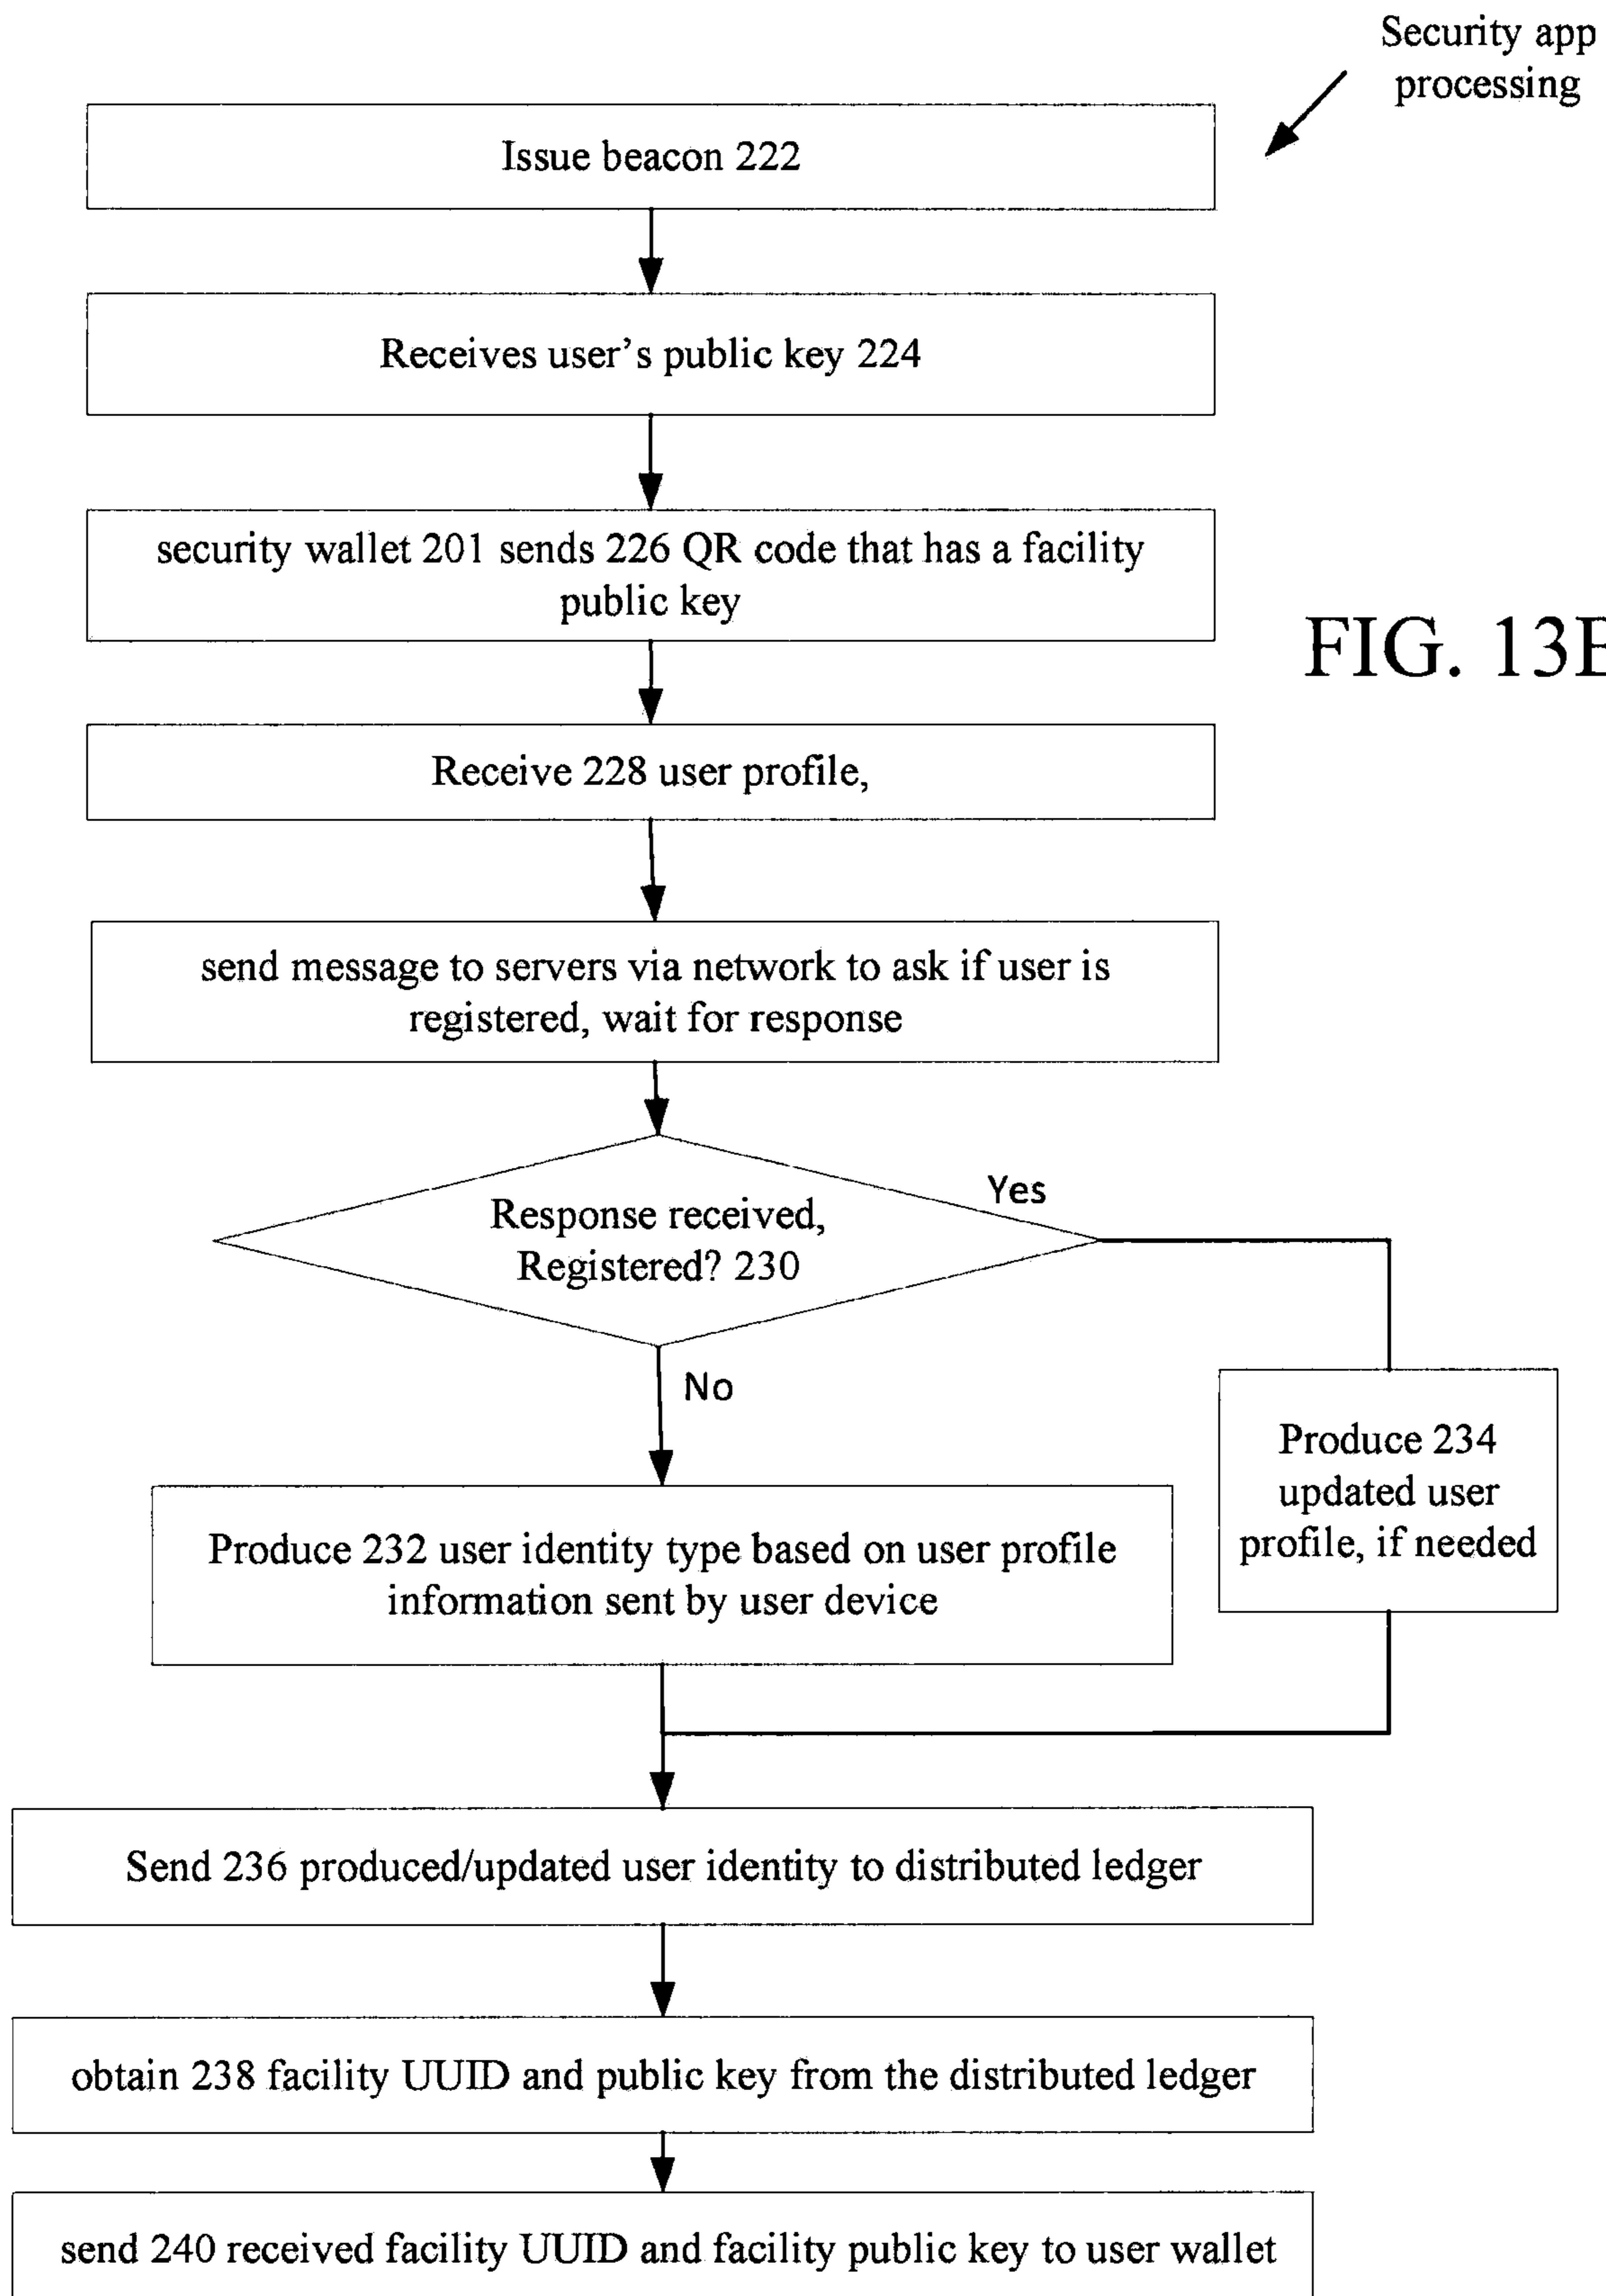 Security app
processing
Issue beacon 222
Receives user’s public key 224
security wallet 201 sends 226 QR code that has a facility
public key
FIG. 13B
Receive 228 user profile,
send message to servers via network to ask if user is
registered, wait for response
Yes
Response received,
Registered? 230
No
Produce 234
updated user
profile, if needed
Produce 232 user identity type based on user profile
information sent by user device
Send 236 produced/updated user identity to distributed ledger
obtain 238 facility UUID and public key from the distributed ledger
send 240 received facility UUID and facility public key to user wallet